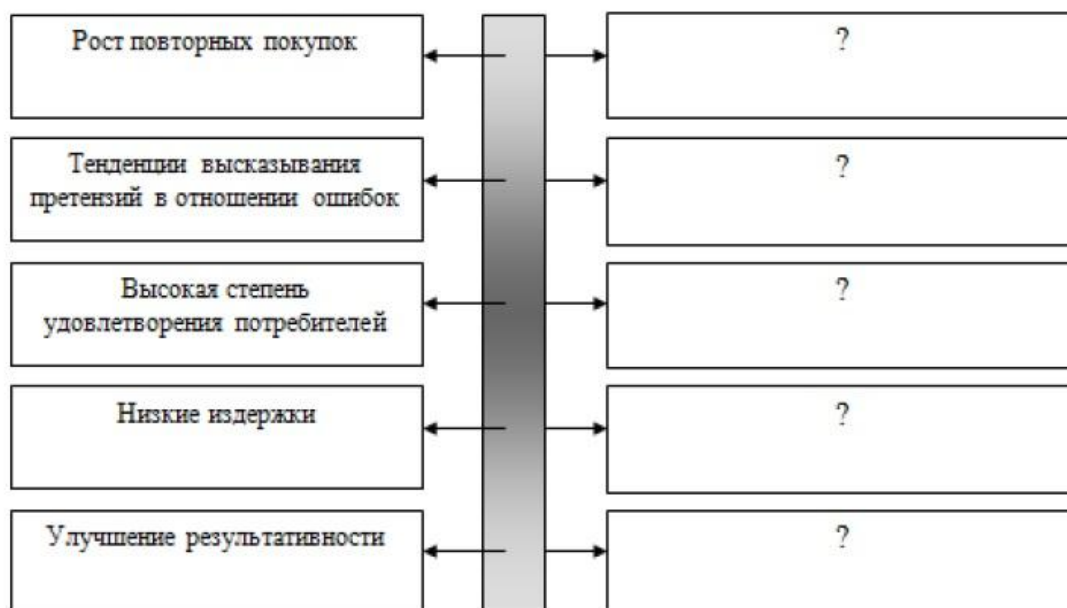 Рост повторных покупок
?
Тенденции высказывания
претензий в отношении ошибок
?
Высокая степень
удовлетворения потребителей
?
Низкие издержки
?
Улучшение результативности
?